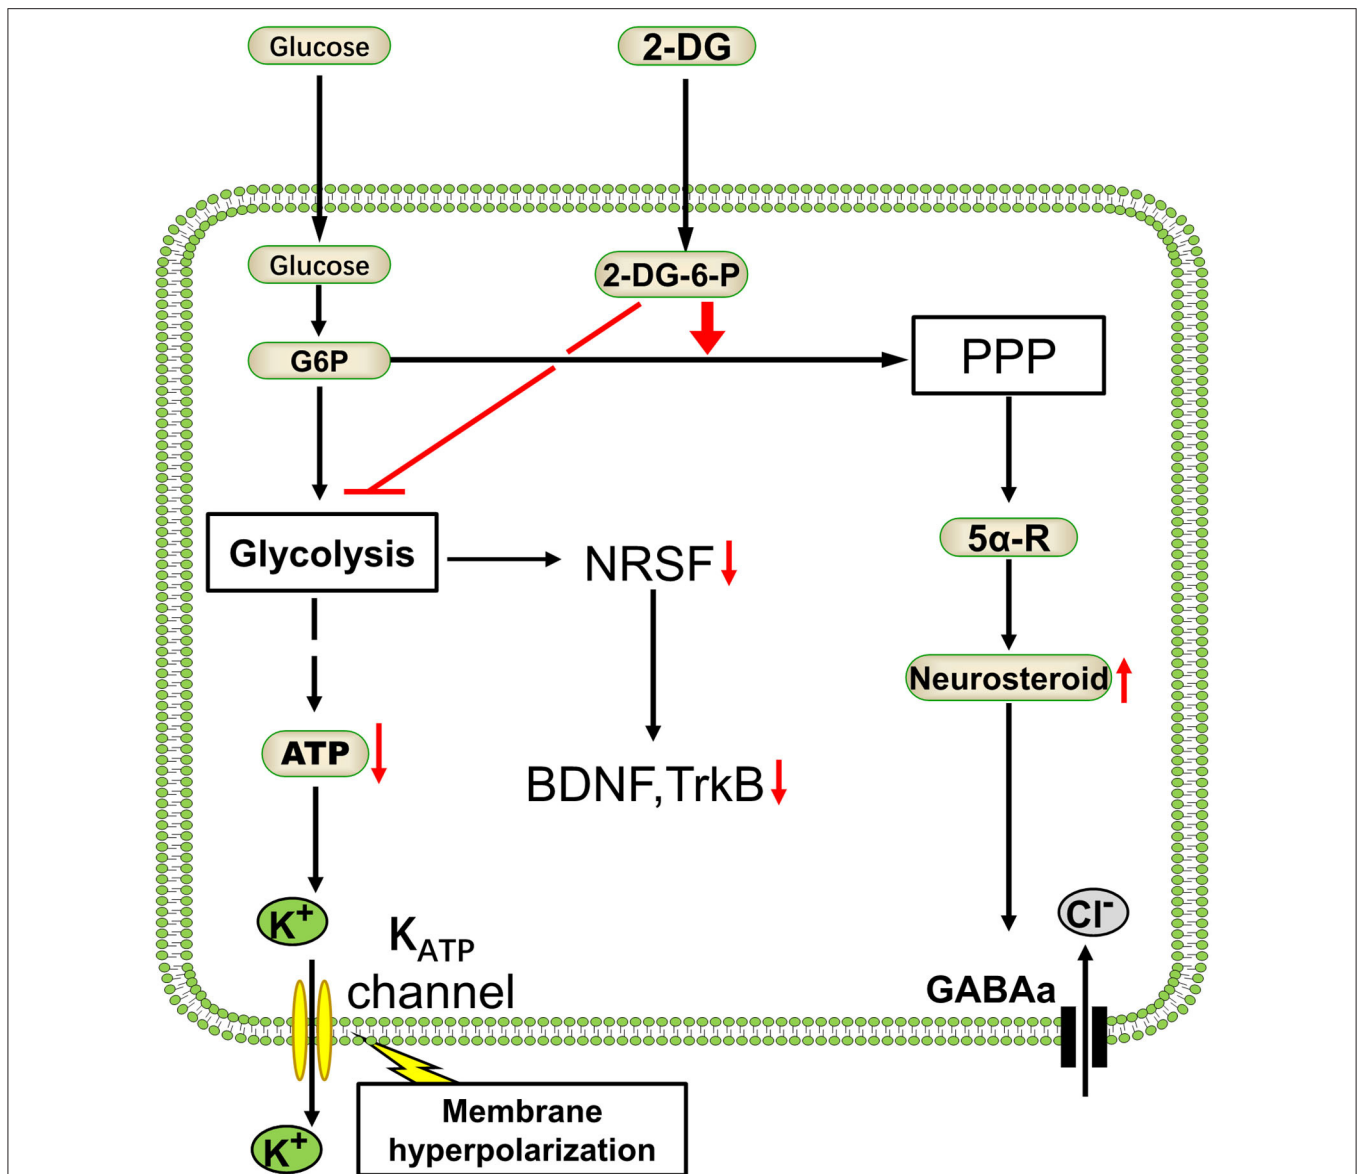 Glucose
2-DG
Glucose
2-DG-6-P
G6P
PPP
Glycolysis
NRSF
5α-R
Neurosteroid
ATP
BDNF,TrkB
K+
KATP
channel
Cl-
GABAa
Membrane
hyperpolarization
K+